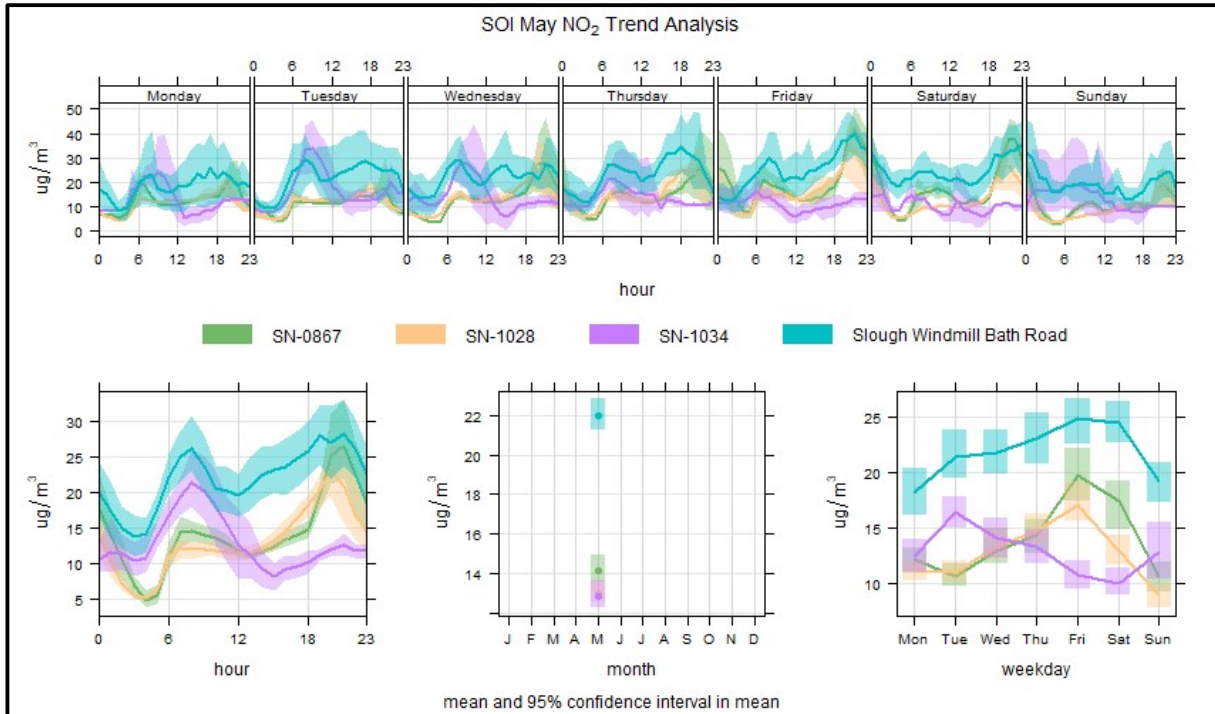 SOI May NO₂ Trend Analysis
0 6 12 18 23 0 6 12 18 23 0 6 12 18 23
Monday Tuesday Wednesday Thursday Friday Saturday Sunday
50
40
30
20
10
0
ug/m³
0 6 12 18 23 0 6 12 18 23 0 6 12 18 23 0 6 12 18 23
hour
SN-0867 SN-1028 SN-1034 Slough Windmill Bath Road
30
25
20
15
10
5
ug/m³
0 6 12 18 23
hour
22
20
18
16
14
ug/m³
J F M A M J J A S O N D
month
25
20
15
10
ug/m³
Mon Tue Wed Thu Fri Sat Sun
weekday
mean and 95% confidence interval in mean